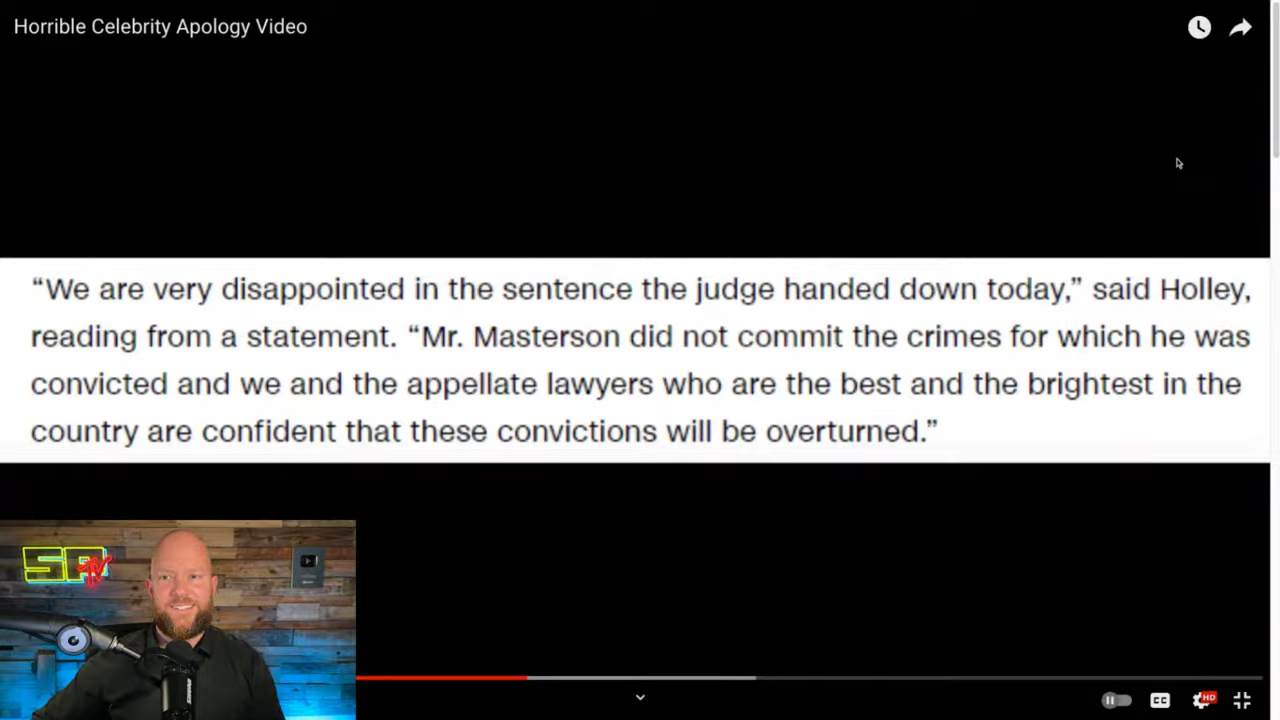 Horrible Celebrity Apology Video
“We are very disappointed in the sentence the judge handed down today,” said Holley,
reading from a statement. “Mr. Masterson did not commit the crimes for which he was
convicted and we and the appellate lawyers who are the best and the brightest in the
country are confident that these convictions will be overturned.”
SPTV
CC
HD